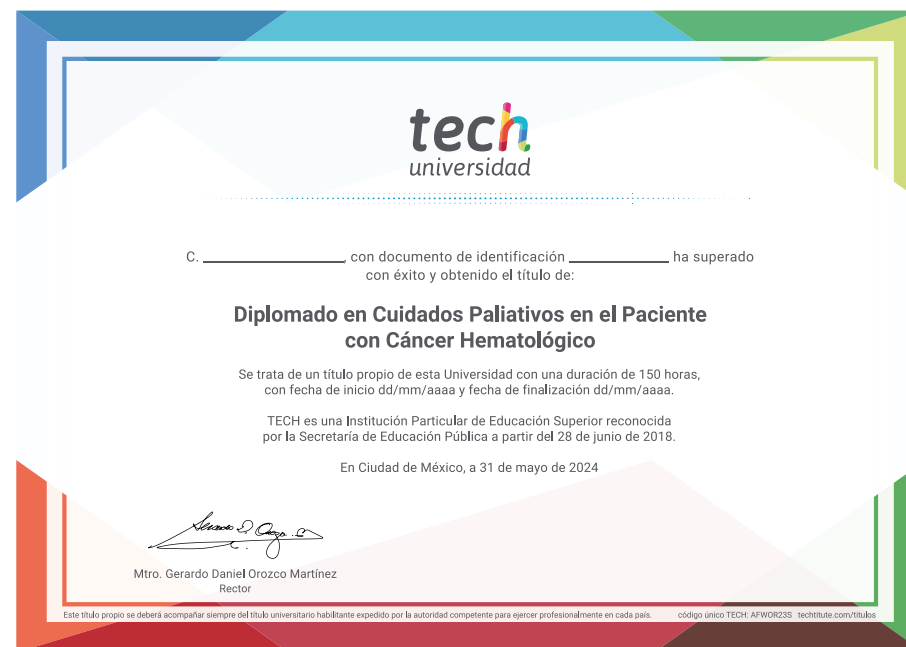 tech
universidad
C. ____________, con documento de identificación ____________ ha superado
con éxito y obtenido el título de:
Diplomado en Cuidados Paliativos en el Paciente
con Cáncer Hematológico
Se trata de un título propio de esta Universidad con una duración de 150 horas,
con fecha de inicio dd/mm/aaaa y fecha de finalización dd/mm/aaaa.
TECH es una Institución Particular de Educación Superior reconocida
por la Secretaría de Educación Pública a partir del 28 de junio de 2018.
En Ciudad de México, a 31 de mayo de 2024
Mtro. Gerardo Daniel Orozco Martínez
Rector
Este título propio se deberá acompañar siempre del título universitario habilitante expedido por la autoridad competente para ejercer profesionalmente en cada país. código único TECH: AFWOR23S techtitute.com/titulos